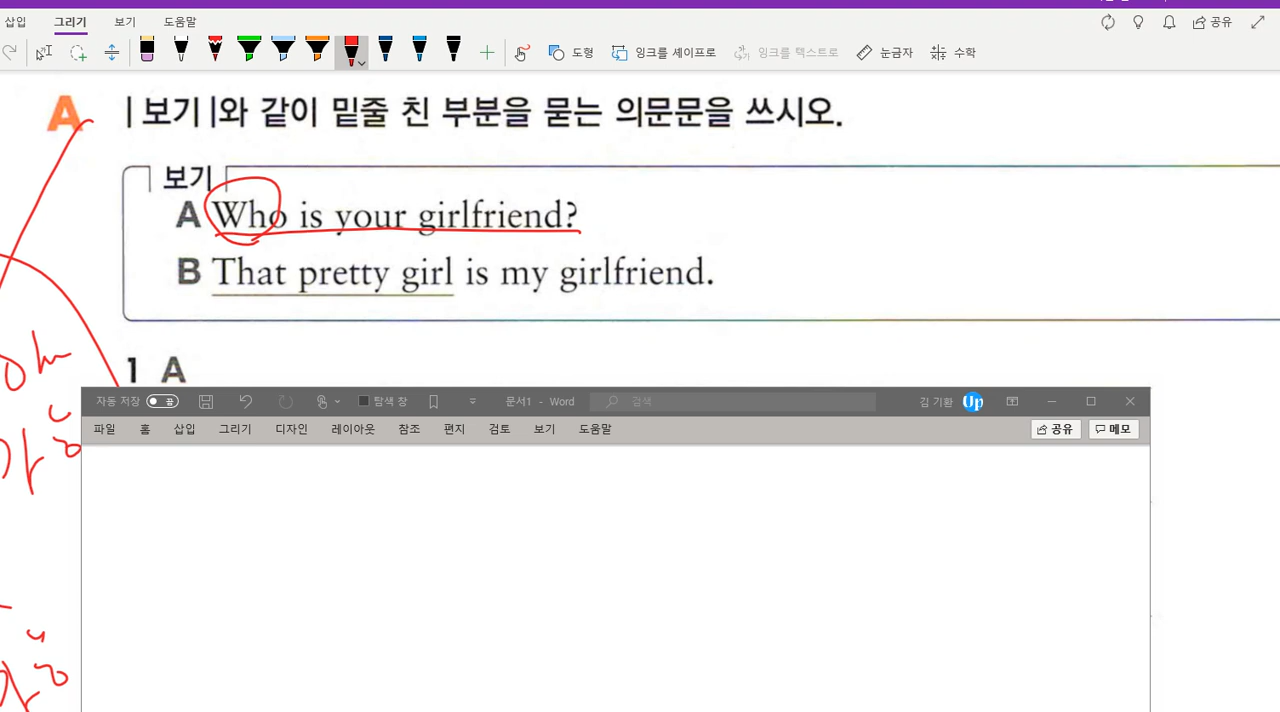 삽입 그리기 보기 도움말
공유
도형 잉크를 셰이프로 잉크를 텍스트로 눈금자 수학
A |보기|와 같이 밑줄 친 부분을 묻는 의문문을 쓰시오.
보기
A Who is your girlfriend?
B That pretty girl is my girlfriend.
1 A
자동 저장 끔 탐색 창 문서1 - Word 검색 김 기환 Up
파일 홈 삽입 그리기 디자인 레이아웃 참조 편지 검토 보기 도움말 공유 메모